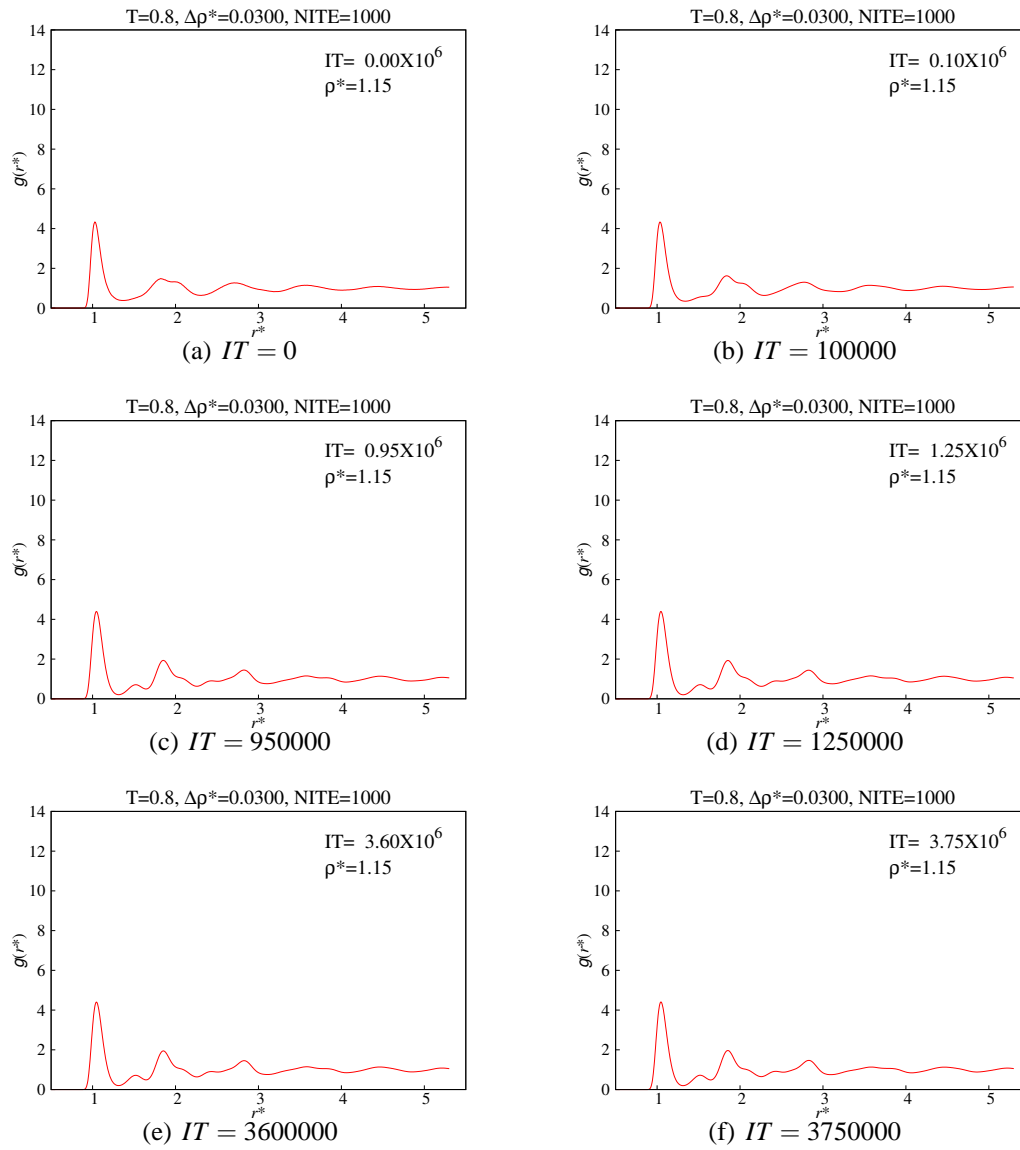 T=0.8, Δρ*=0.0300, NITE=1000
14
12
10
8
6
4
2
0
g(r*)
IT= 0.00X10^6
ρ*=1.15
1 2 3 4 5
r*
(a) IT = 0
T=0.8, Δρ*=0.0300, NITE=1000
14
12
10
8
6
4
2
0
g(r*)
IT= 0.10X10^6
ρ*=1.15
1 2 3 4 5
r*
(b) IT = 100000
T=0.8, Δρ*=0.0300, NITE=1000
14
12
10
8
6
4
2
0
g(r*)
IT= 0.95X10^6
ρ*=1.15
1 2 3 4 5
r*
(c) IT = 950000
T=0.8, Δρ*=0.0300, NITE=1000
14
12
10
8
6
4
2
0
g(r*)
IT= 1.25X10^6
ρ*=1.15
1 2 3 4 5
r*
(d) IT = 1250000
T=0.8, Δρ*=0.0300, NITE=1000
14
12
10
8
6
4
2
0
g(r*)
IT= 3.60X10^6
ρ*=1.15
1 2 3 4 5
r*
(e) IT = 3600000
T=0.8, Δρ*=0.0300, NITE=1000
14
12
10
8
6
4
2
0
g(r*)
IT= 3.75X10^6
ρ*=1.15
1 2 3 4 5
r*
(f) IT = 3750000